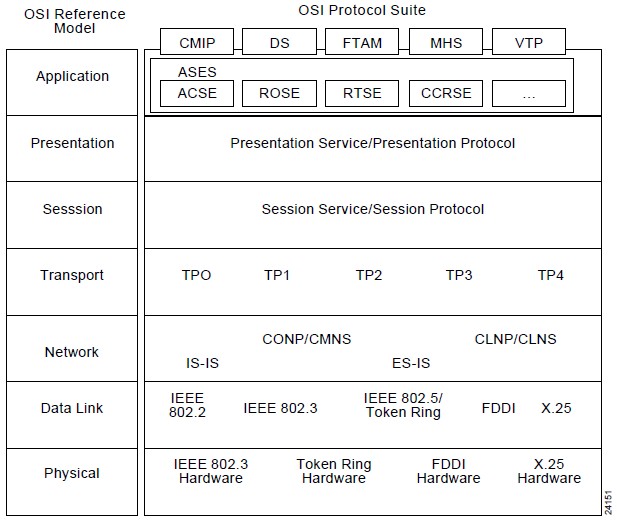 OSI Reference
Model
OSI Protocol Suite
CMIP DS FTAM MHS VTP
Application
ASES
ACSE ROSE RTSE CCRSE ...
Presentation
Presentation Service/Presentation Protocol
Sesssion
Session Service/Session Protocol
Transport
TPO TP1 TP2 TP3 TP4
Network
CONP/CMNS CLNP/CLNS
IS-IS ES-IS
Data Link
IEEE
802.2
IEEE 802.3
IEEE 802.5/
Token Ring
FDDI
X.25
Physical
IEEE 802.3
Hardware
Token Ring
Hardware
FDDI
Hardware
X.25
Hardware
24151